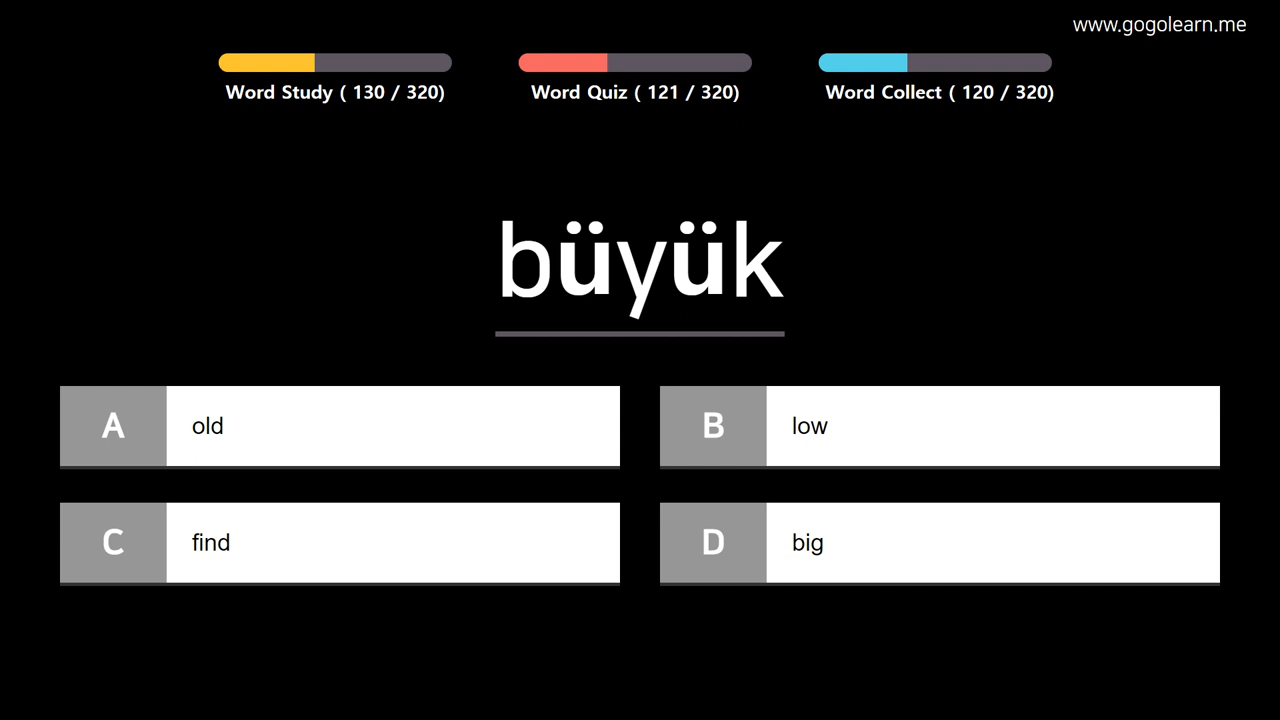 www.gogolearn.me
Word Study ( 130 / 320)
Word Quiz ( 121 / 320)
Word Collect ( 120 / 320)
büyük
A old
B low
C find
D big